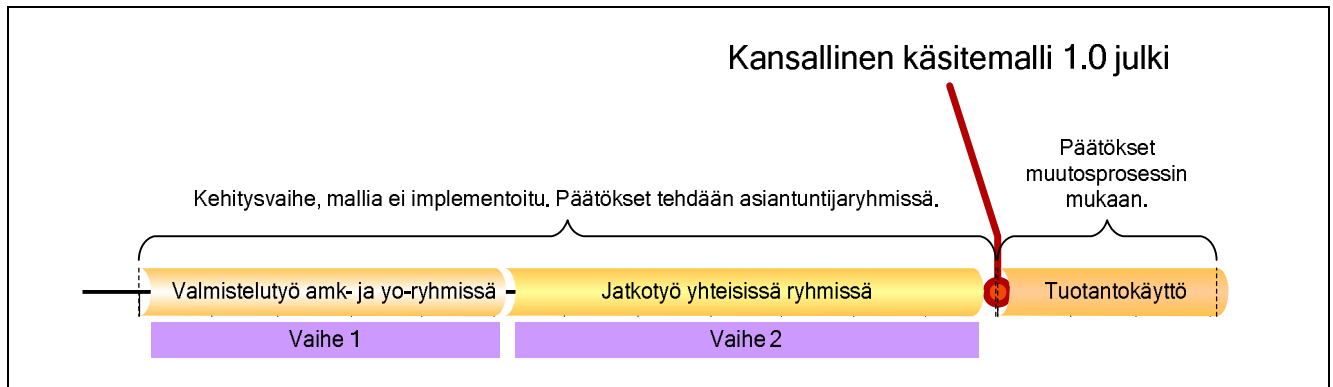 Kansallinen käsitemalli 1.0 julki
Päätökset
muutosprosessin
mukaan.
Kehitysvaihe, mallia ei implementoitu. Päätökset tehdään asiantuntijaryhmissä.
Valmistelutyö amk- ja yo-ryhmissä
Jatkotyö yhteisissä ryhmissä
Tuotantokäyttö
Vaihe 1
Vaihe 2